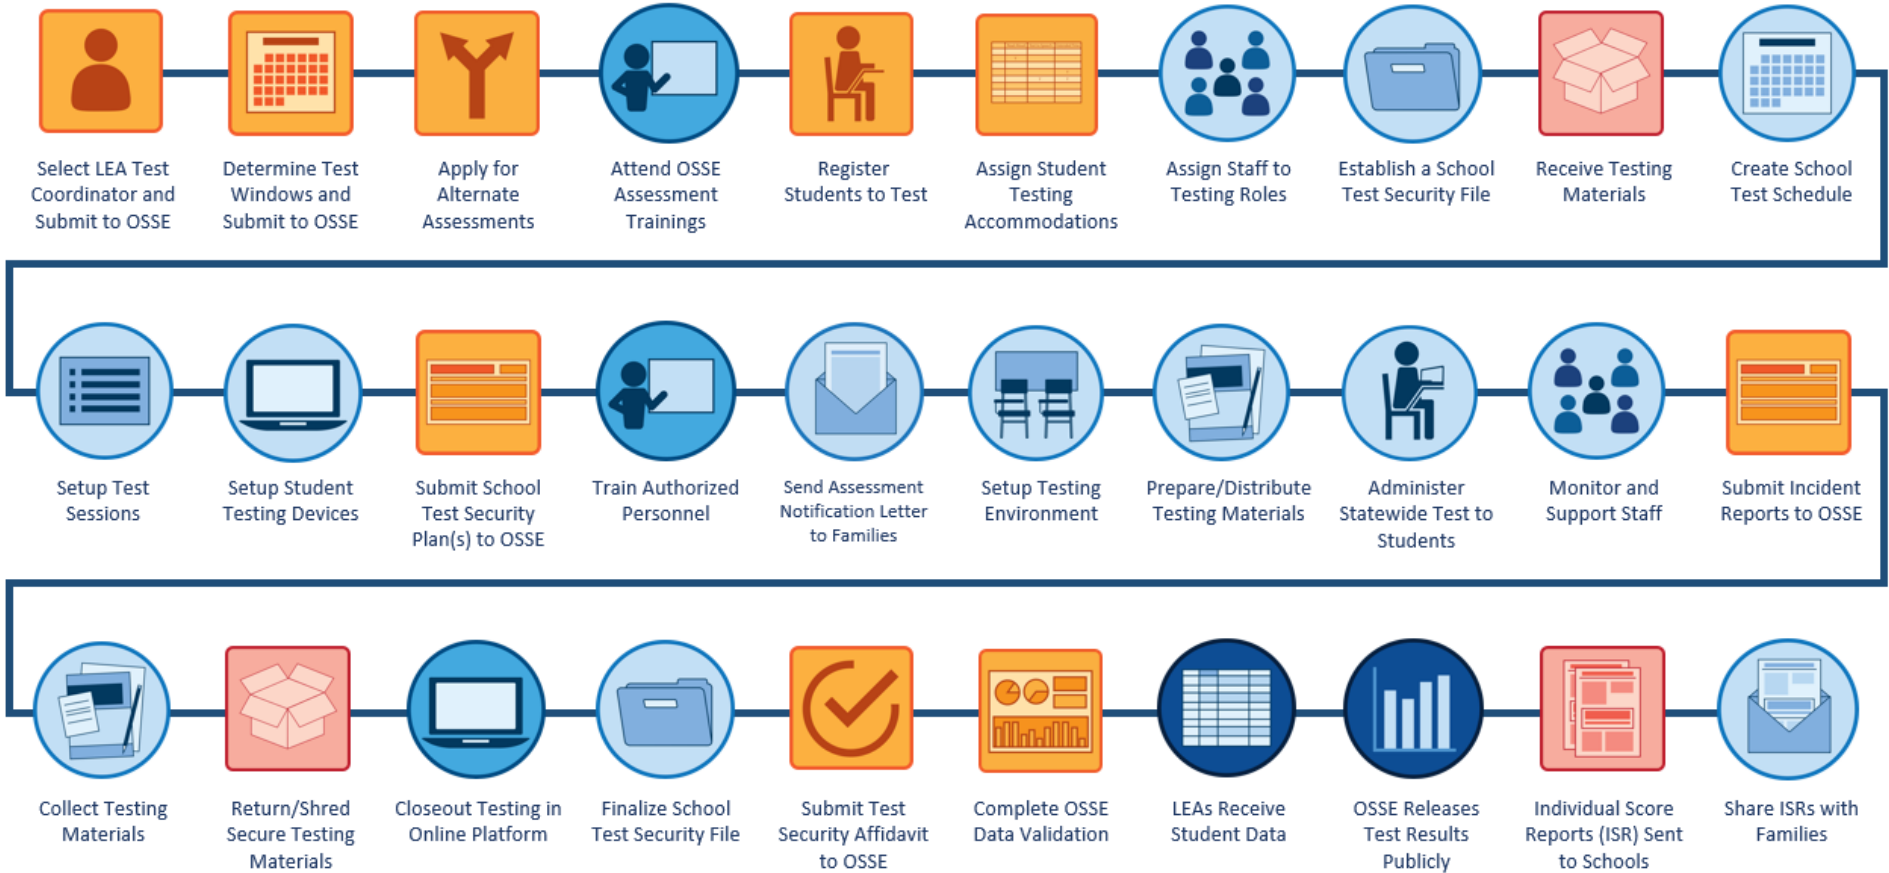 Select LEA Test
Coordinator and
Submit to OSSE
Determine Test
Windows and
Submit to OSSE
Apply for
Alternate
Assessments
Attend OSSE
Assessment
Trainings
Register
Students to Test
Assign Student
Testing
Accommodations
Assign Staff to
Testing Roles
Establish a School
Test Security File
Receive Testing
Materials
Create School
Test Schedule
Setup Test
Sessions
Setup Student
Testing Devices
Submit School
Test Security
Plan(s) to OSSE
Train Authorized
Personnel
Send Assessment
Notification Letter
to Families
Setup Testing
Environment
Prepare/Distribute
Testing Materials
Administer
Statewide Test to
Students
Monitor and
Support Staff
Submit Incident
Reports to OSSE
Collect Testing
Materials
Return/Shred
Secure Testing
Materials
Closeout Testing in
Online Platform
Finalize School
Test Security File
Submit Test
Security Affidavit
to OSSE
Complete OSSE
Data Validation
LEAs Receive
Student Data
OSSE Releases
Test Results
Publicly
Individual Score
Reports (ISR) Sent
to Schools
Share ISRs with
Families